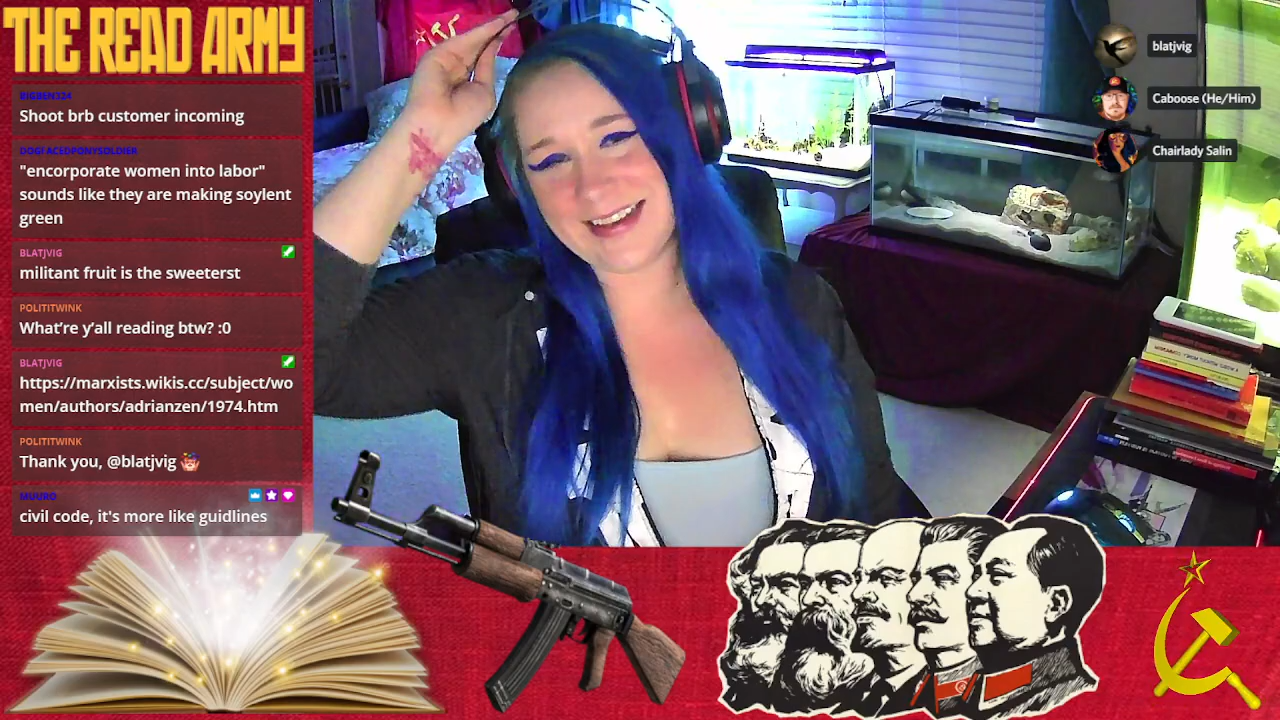 THE READ ARMY
BIGBEN324
Shoot brb customer incoming
DOGFACEDPONYSOLDIER
"encorporate women into labor"
sounds like they are making soylent
green
BLATJVIG
militant fruit is the sweeterst
POLITITWINK
What're y'all reading btw? :0
BLATJVIG
https://marxists.wikis.cc/subject/wo
men/authors/adrianzen/1974.htm
POLITITWINK
Thank you, @blatjvig
MUURO
civil code, it's more like guidlines
blatjvig
Caboose (He/Him)
Chairlady Salin